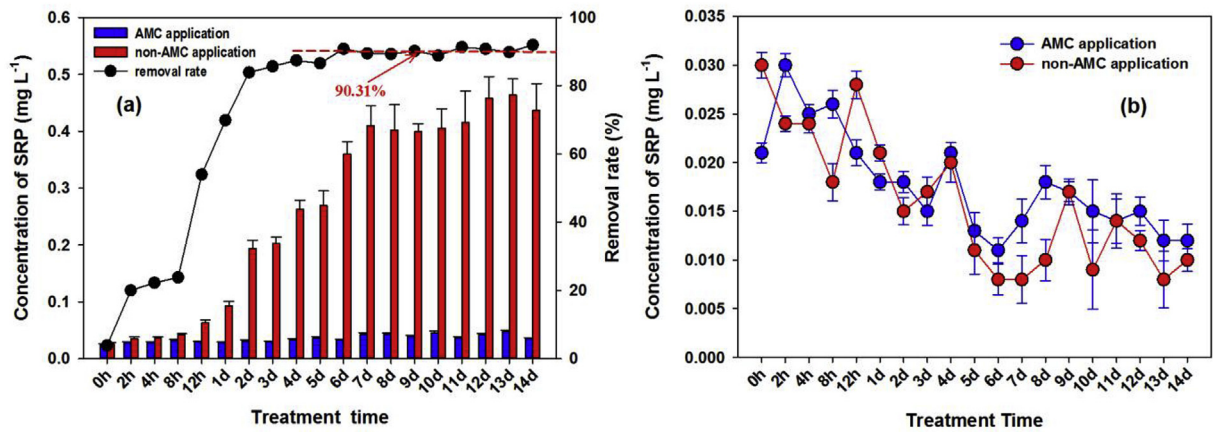 AMC application
non-AMC application
removal rate
(a)
90.31%
Concentration of SRP (mg L⁻¹)
0.6
0.5
0.4
0.3
0.2
0.1
0.0
Removal rate (%)
100
80
60
40
20
0
0h 2h 4h 8h 12h 1d 2d 3d 4d 5d 6d 7d 8d 9d 10d 11d 12d 13d 14d
Treatment time
AMC application
non-AMC application
(b)
Concentration of SRP (mg L⁻¹)
0.035
0.030
0.025
0.020
0.015
0.010
0.005
0.000
0h 2h 4h 8h 12h 1d 2d 3d 4d 5d 6d 7d 8d 9d 10d 11d 12d 13d 14d
Treatment Time